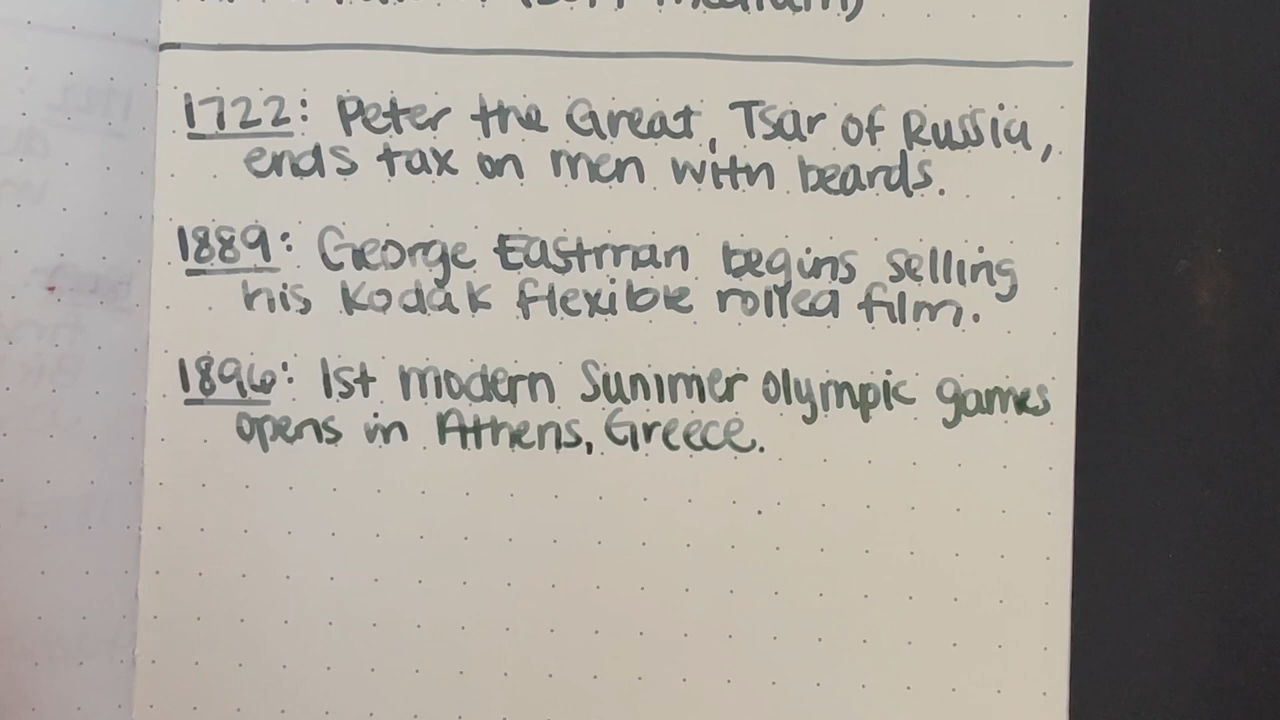 1722: Peter the Great, Tsar of Russia,
ends tax on men with beards.
1889: George Eastman begins selling
his Kodak flexible rolled film.
1896: 1st modern Summer Olympic games
opens in Athens, Greece.